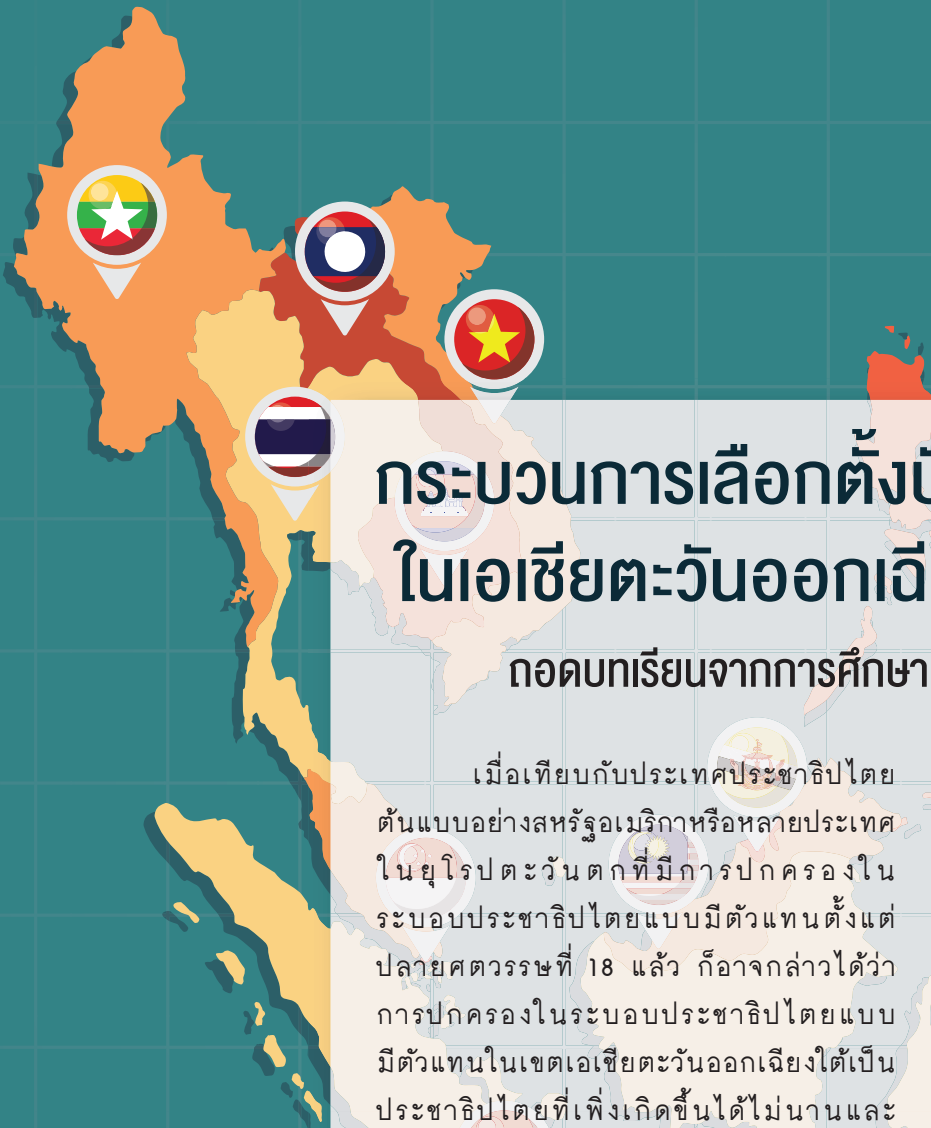 กระบวนการเลือกตั้ง
ในเอเชียตะวันออกเฉี
ถอดบทเรียนจากการศึกษา
เมื่อเทียบกับประเทศประชาธิปไตย
ต้นแบบอย่างสหรัฐอเมริกาหรือหลายประเทศ
ในยุโรปตะวันตกที่มีการปกครองใน
ระบอบประชาธิปไตยแบบมีตัวแทนตั้งแต่
ปลายศตวรรษที่ 18 แล้ว ก็อาจกล่าวได้ว่า
การปกครองในระบอบประชาธิปไตยแบบ
มีตัวแทนในเขตเอเชียตะวันออกเฉียงใต้เป็น
ประชาธิปไตยที่เพิ่งเกิดขึ้นได้ไม่นานและ